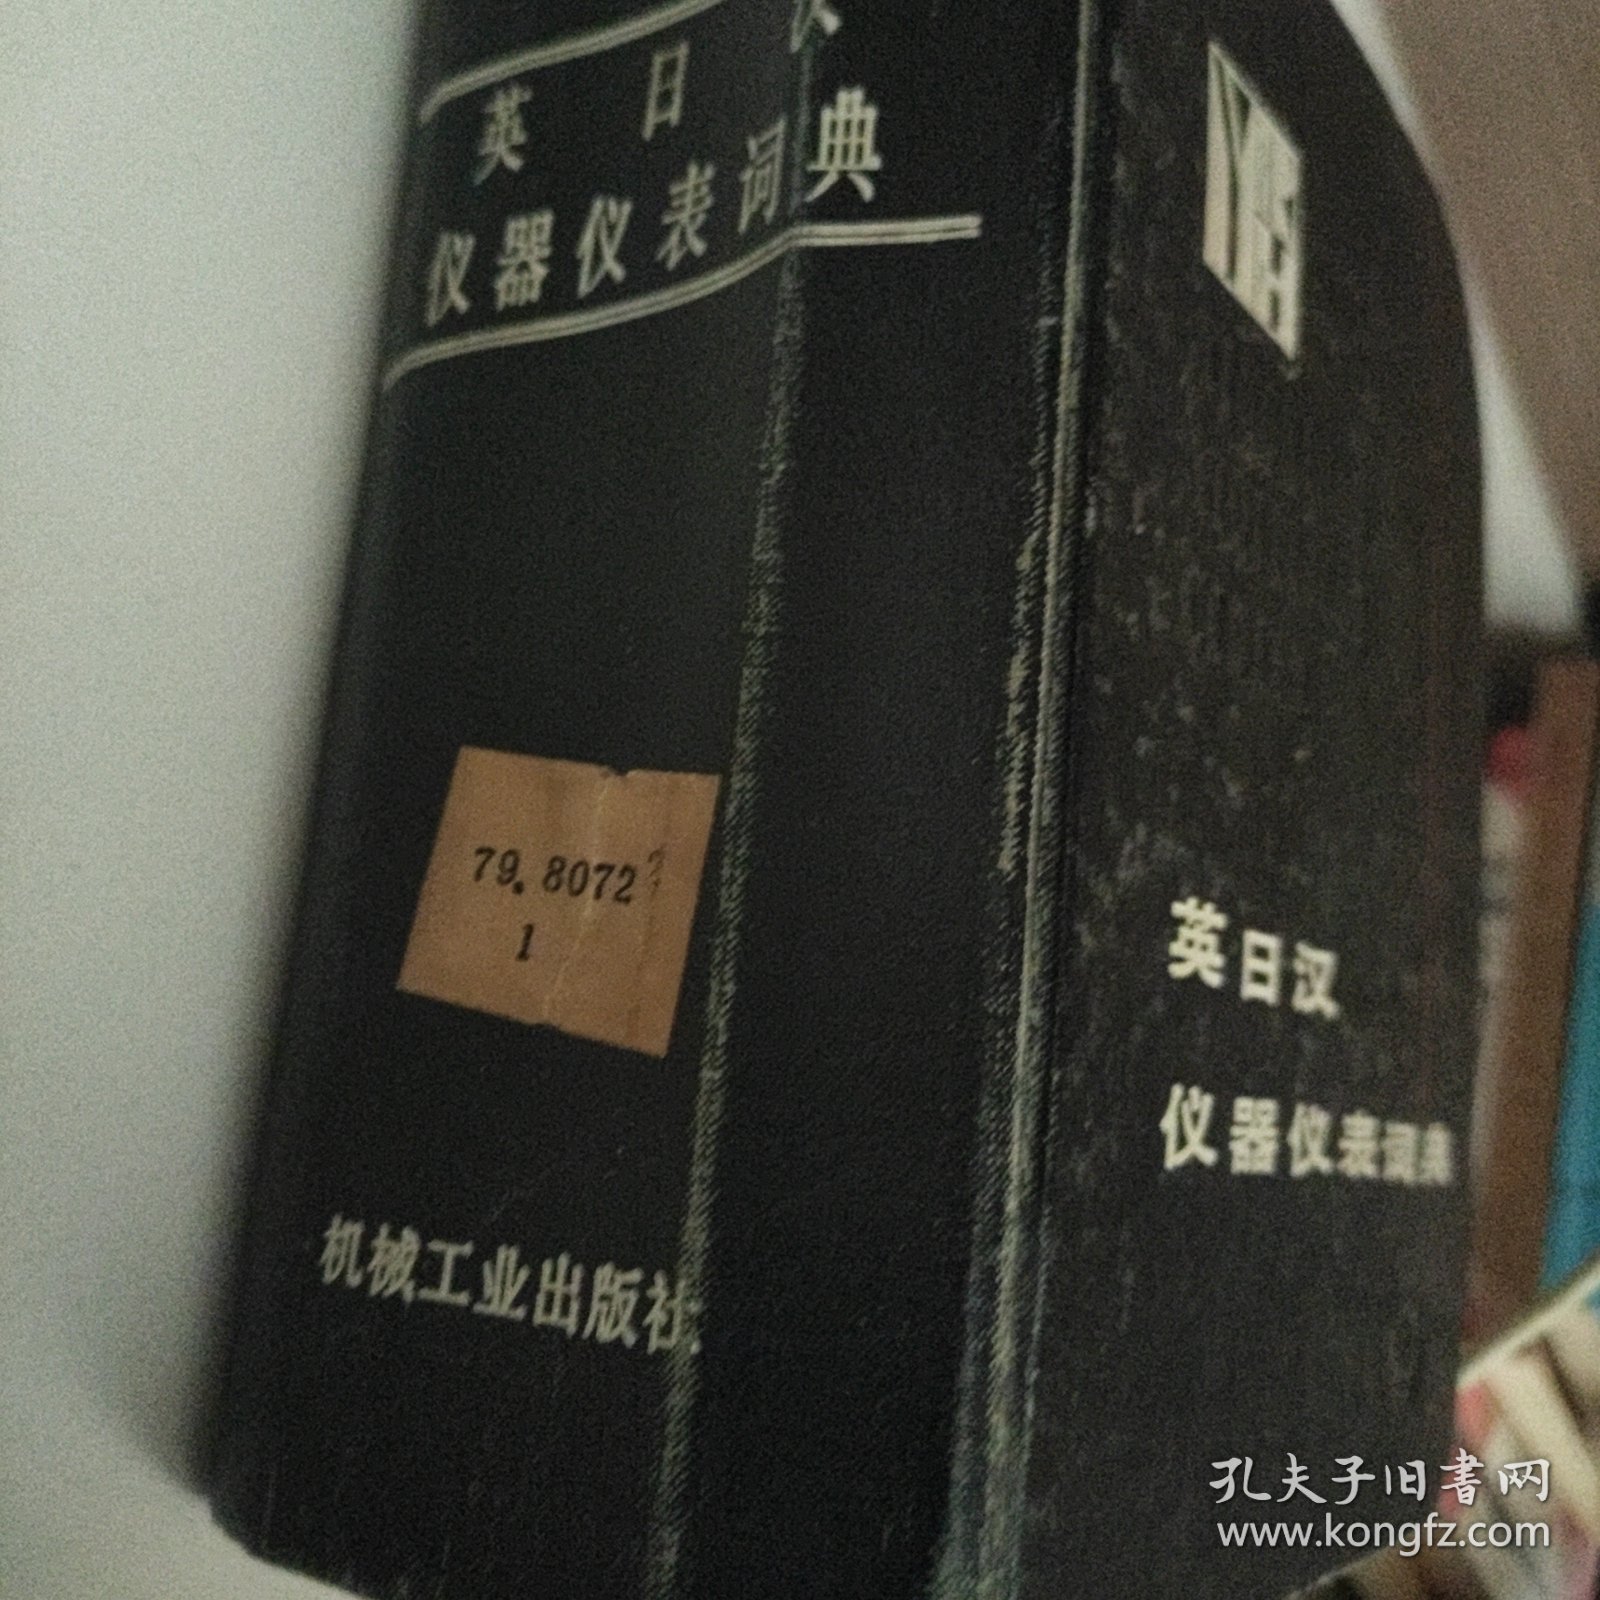 英 日 汉
仪器仪表词典
79.8072
1
机械工业出版社
英日汉
仪器仪表词典
孔夫子旧书网
www.kongfz.com